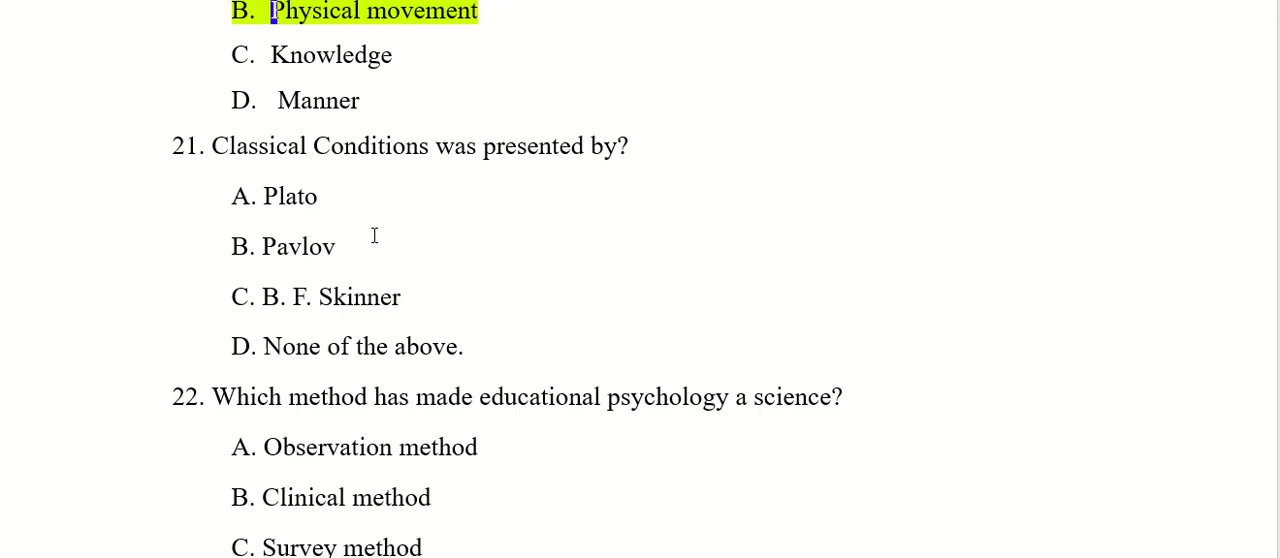 B. Physical movement
C. Knowledge
D. Manner
21. Classical Conditions was presented by?
A. Plato
B. Pavlov
C. B. F. Skinner
D. None of the above.
22. Which method has made educational psychology a science?
A. Observation method
B. Clinical method
C. Survey method